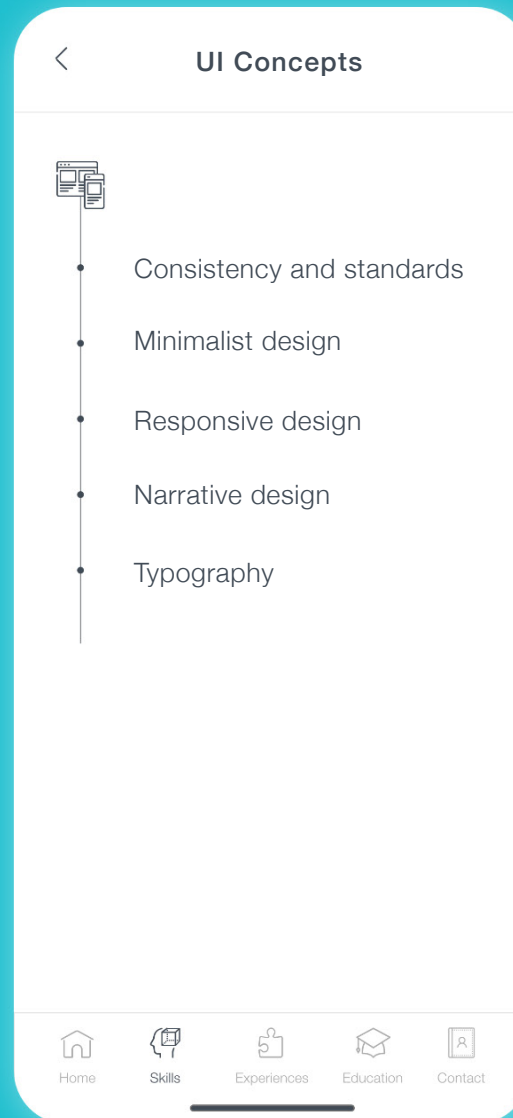 UI Concepts
Consistency and standards
Minimalist design
Responsive design
Narrative design
Typography
Home Skills Experiences Education Contact